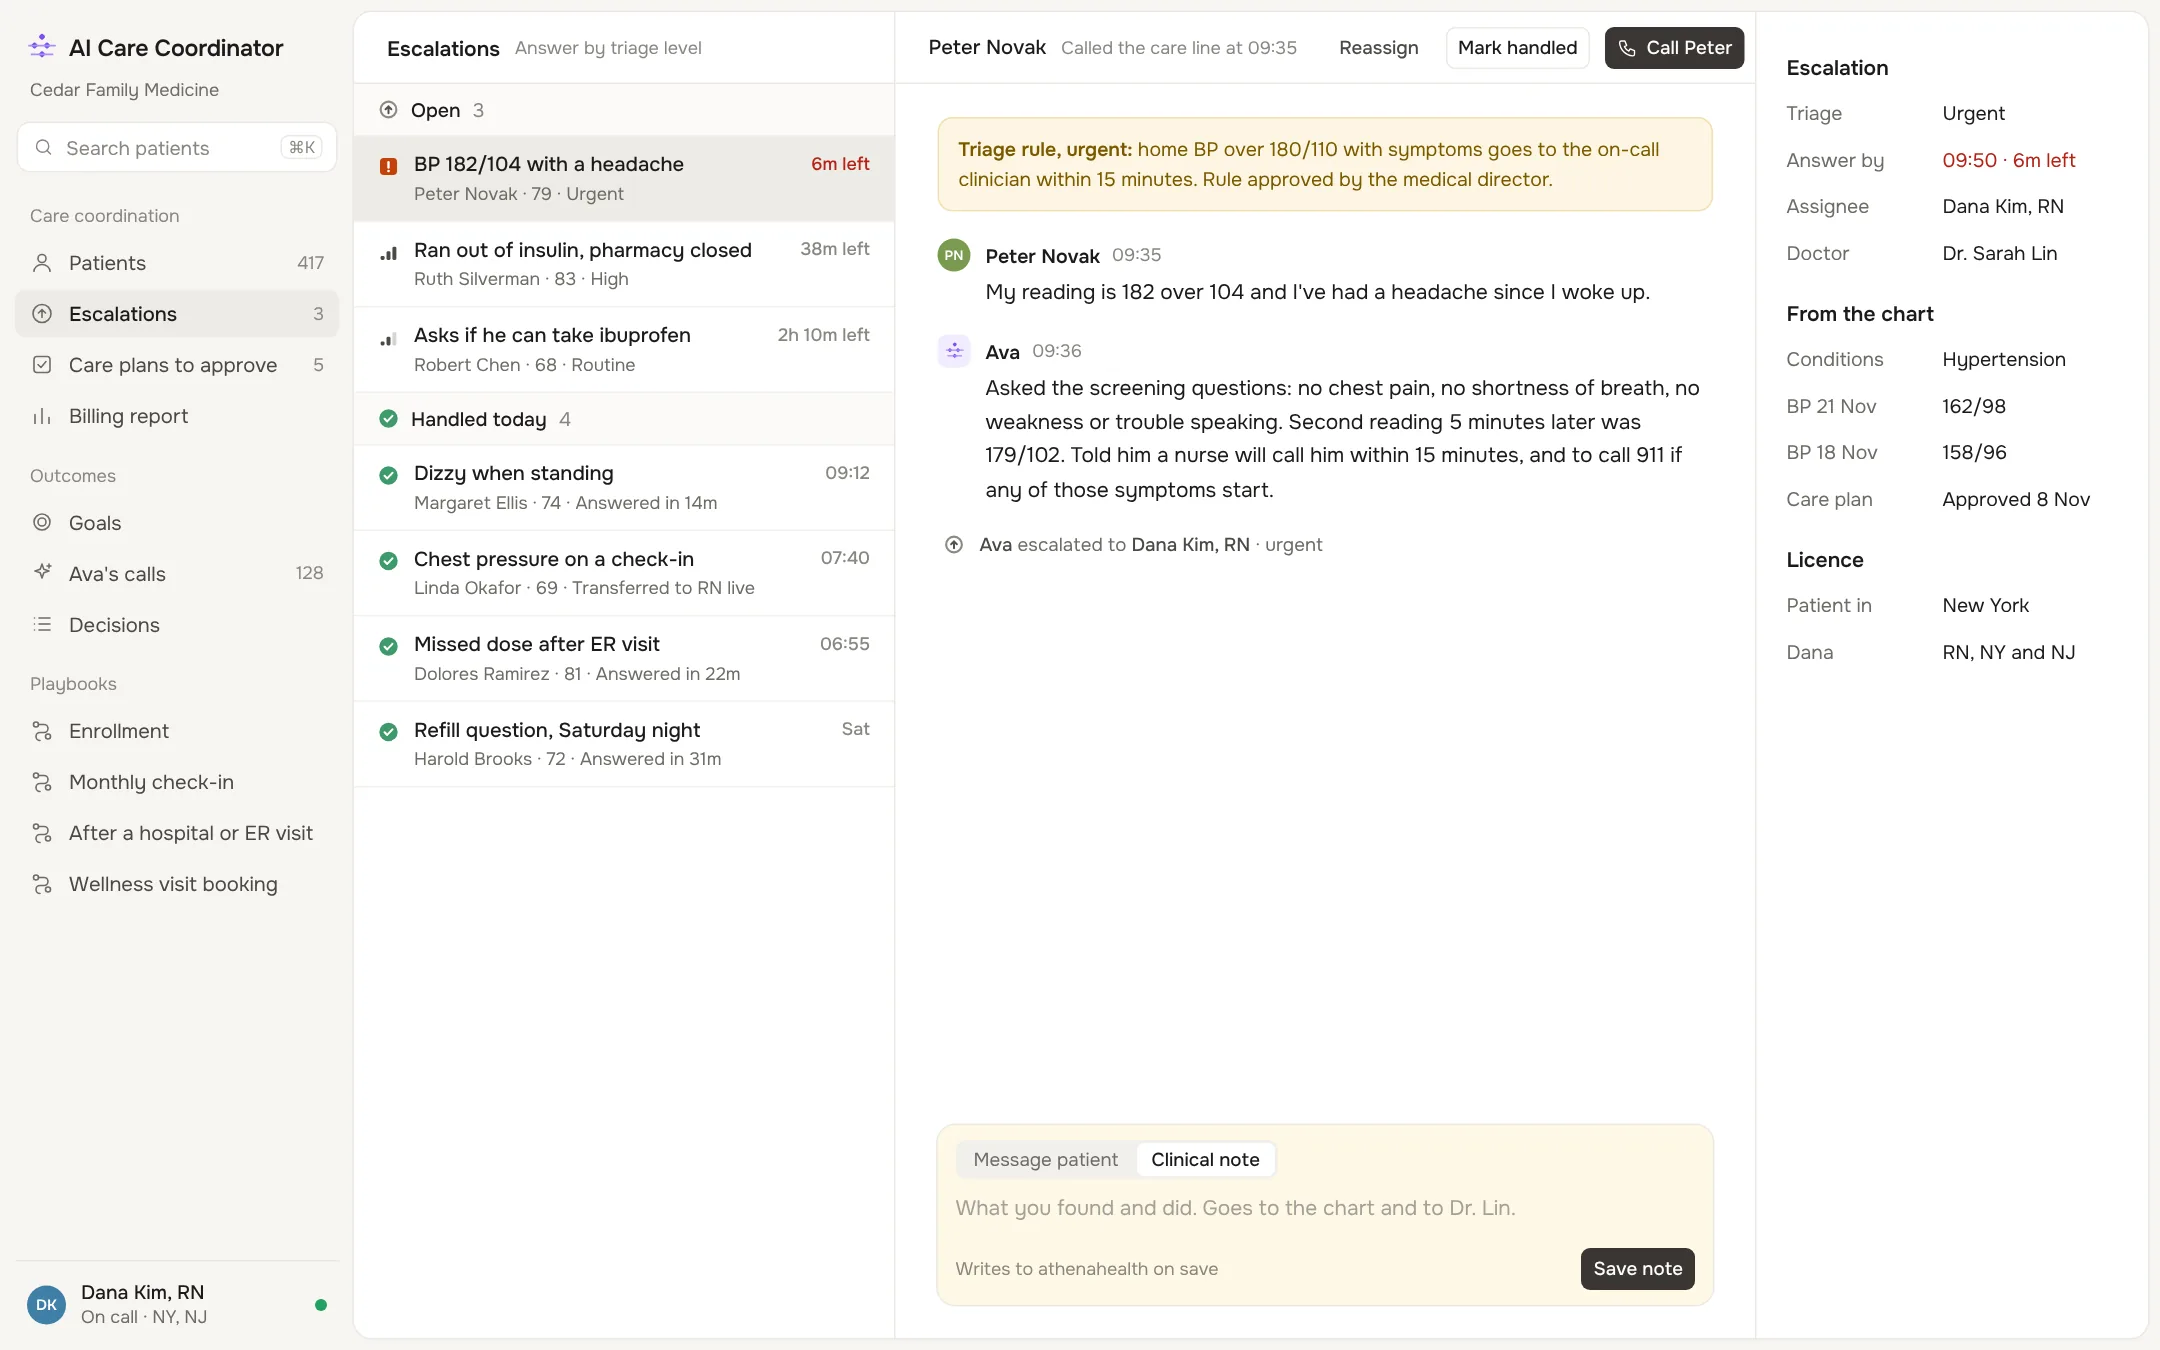 AI Care Coordinator
Cedar Family Medicine
Search patients ⌘K
Care coordination
Patients 417
Escalations 3
Care plans to approve 5
Billing report
Outcomes
Goals
Ava's calls 128
Decisions
Playbooks
Enrollment
Monthly check-in
After a hospital or ER visit
Wellness visit booking
DK
Dana Kim, RN
On call · NY, NJ
Escalations Answer by triage level
Open 3
BP 182/104 with a headache 6m left
Peter Novak · 79 · Urgent
Ran out of insulin, pharmacy closed 38m left
Ruth Silverman · 83 · High
Asks if he can take ibuprofen 2h 10m left
Robert Chen · 68 · Routine
Handled today 4
Dizzy when standing 09:12
Margaret Ellis · 74 · Answered in 14m
Chest pressure on a check-in 07:40
Linda Okafor · 69 · Transferred to RN live
Missed dose after ER visit 06:55
Dolores Ramirez · 81 · Answered in 22m
Refill question, Saturday night Sat
Harold Brooks · 72 · Answered in 31m
Peter Novak Called the care line at 09:35 Reassign Mark handled Call Peter
Triage rule, urgent: home BP over 180/110 with symptoms goes to the on-call
clinician within 15 minutes. Rule approved by the medical director.
PN Peter Novak 09:35
My reading is 182 over 104 and I've had a headache since I woke up.
Ava 09:36
Asked the screening questions: no chest pain, no shortness of breath, no
weakness or trouble speaking. Second reading 5 minutes later was
179/102. Told him a nurse will call him within 15 minutes, and to call 911 if
any of those symptoms start.
Ava escalated to Dana Kim, RN · urgent
Message patient Clinical note
What you found and did. Goes to the chart and to Dr. Lin.
Writes to athenahealth on save Save note
Escalation
Triage Urgent
Answer by 09:50 · 6m left
Assignee Dana Kim, RN
Doctor Dr. Sarah Lin
From the chart
Conditions Hypertension
BP 21 Nov 162/98
BP 18 Nov 158/96
Care plan Approved 8 Nov
Licence
Patient in New York
Dana RN, NY and NJ